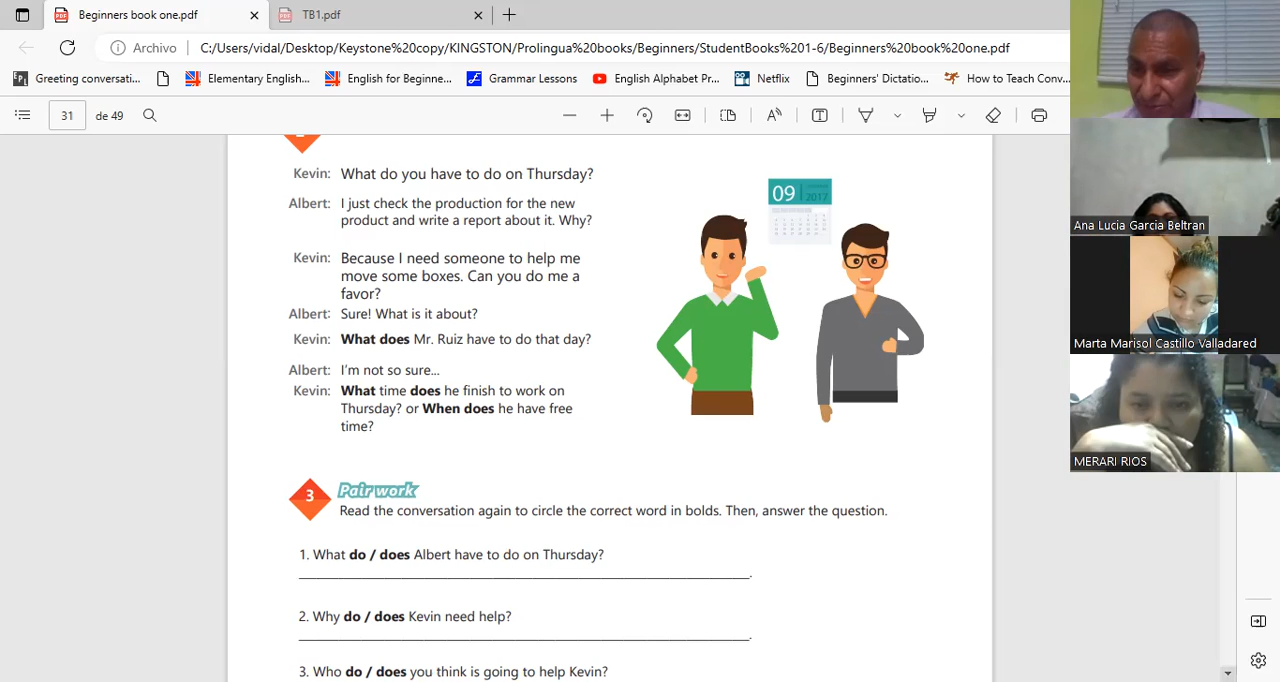 Beginners book one.pdf
TB1.pdf
Archivo
C:/Users/vidal/Desktop/Keystone%20copy/KINGSTON/Prolingua%20books/Beginners/StudentBooks%201-6/Beginners%20book%20one.pdf
Greeting conversati...
Elementary English...
English for Beginne...
Grammar Lessons
English Alphabet Pr...
Netflix
Beginners' Dictatio...
How to Teach Conv...
31
de 49
Kevin: What do you have to do on Thursday?
Albert: I just check the production for the new
product and write a report about it. Why?
Kevin: Because I need someone to help me
move some boxes. Can you do me a
favor?
Albert: Sure! What is it about?
Kevin: What does Mr. Ruiz have to do that day?
Albert: I'm not so sure...
Kevin: What time does he finish to work on
Thursday? or When does he have free
time?
09
2017
3
Pair work
Read the conversation again to circle the correct word in bolds. Then, answer the question.
1. What do / does Albert have to do on Thursday?
2. Why do / does Kevin need help?
3. Who do / does you think is going to help Kevin?
Ana Lucia Garcia Beltran
Marta Marisol Castillo Valladared
MERARI RIOS